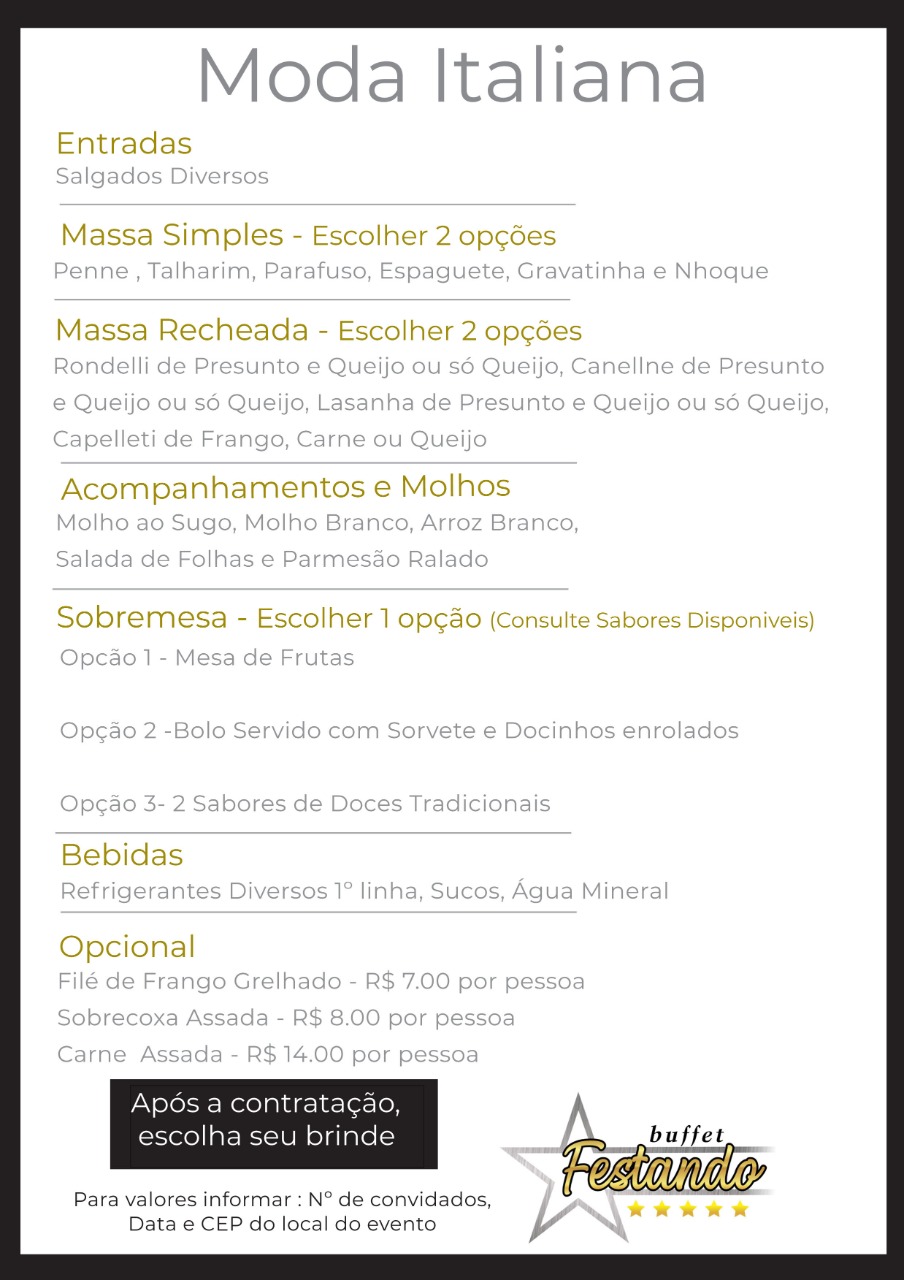 Moda Italiana
Entradas
Salgados Diversos
Massa Simples - Escolher 2 opções
Penne , Talharim, Parafuso, Espaguete, Gravatinha e Nhoque
Massa Recheada - Escolher 2 opções
Rondelli de Presunto e Queijo ou só Queijo, Canellne de Presunto
e Queijo ou só Queijo, Lasanha de Presunto e Queijo ou só Queijo,
Capelleti de Frango, Carne ou Queijo
Acompanhamentos e Molhos
Molho ao Sugo, Molho Branco, Arroz Branco,
Salada de Folhas e Parmesão Ralado
Sobremesa - Escolher 1 opção (Consulte Sabores Disponiveis)
Opcão 1 - Mesa de Frutas
Opção 2 -Bolo Servido com Sorvete e Docinhos enrolados
Opção 3- 2 Sabores de Doces Tradicionais
Bebidas
Refrigerantes Diversos 1º linha, Sucos, Água Mineral
Opcional
Filé de Frango Grelhado - R$ 7.00 por pessoa
Sobrecoxa Assada - R$ 8.00 por pessoa
Carne  Assada - R$ 14.00 por pessoa
Após a contratação,
escolha seu brinde
Para valores informar : Nº de convidados,
Data e CEP do local do evento
buffet
Festando